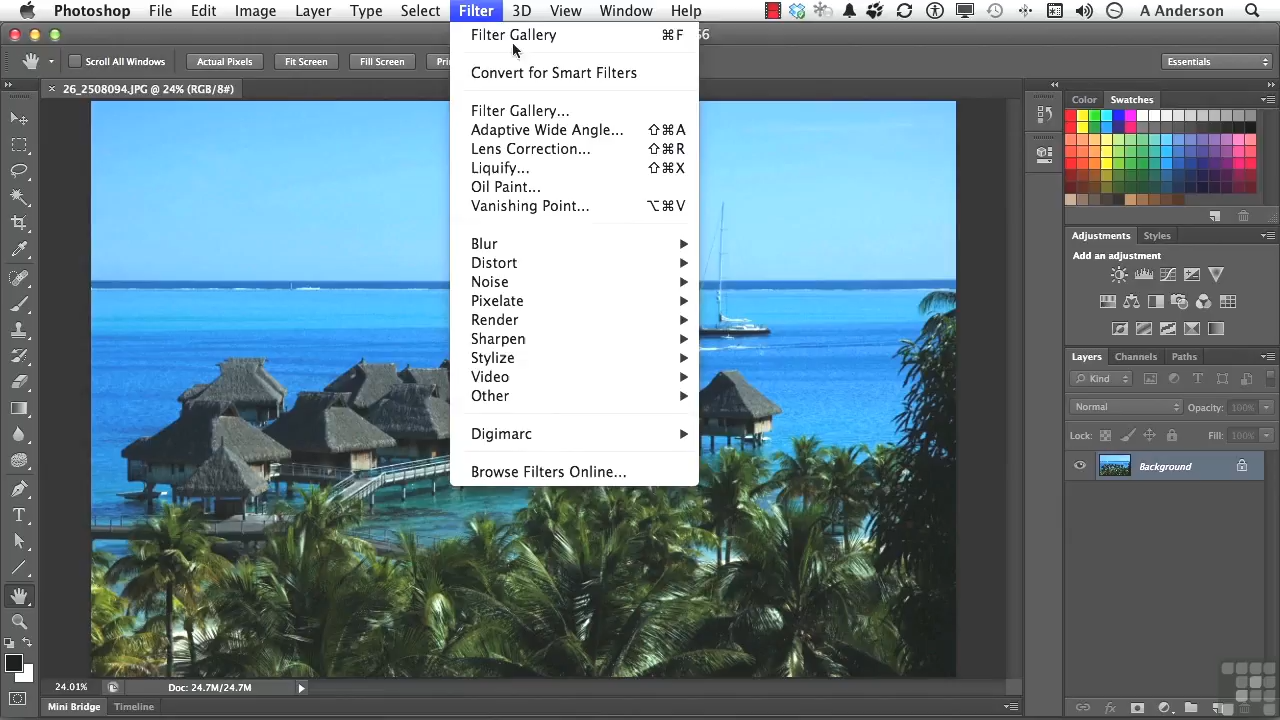 Photoshop File Edit Image Layer Type Select Filter 3D View Window Help A Anderson
6
Scroll All Windows Actual Pixels Fit Screen Fill Screen Essentials
26_2508094.JPG @ 24% (RGB/8#)
Filter Gallery ⌘F
Convert for Smart Filters
Filter Gallery...
Adaptive Wide Angle... ⇧⌘A
Lens Correction... ⇧⌘R
Liquify... ⇧⌘X
Oil Paint...
Vanishing Point... ⌥⌘V
Blur
Distort
Noise
Pixelate
Render
Sharpen
Stylize
Video
Other
Digimarc
Browse Filters Online...
Color Swatches
Adjustments Styles
Add an adjustment
Layers Channels Paths
Kind
Normal Opacity: 100%
Lock: Fill: 100%
Background
24.01% Doc: 24.7M/24.7M
Mini Bridge Timeline